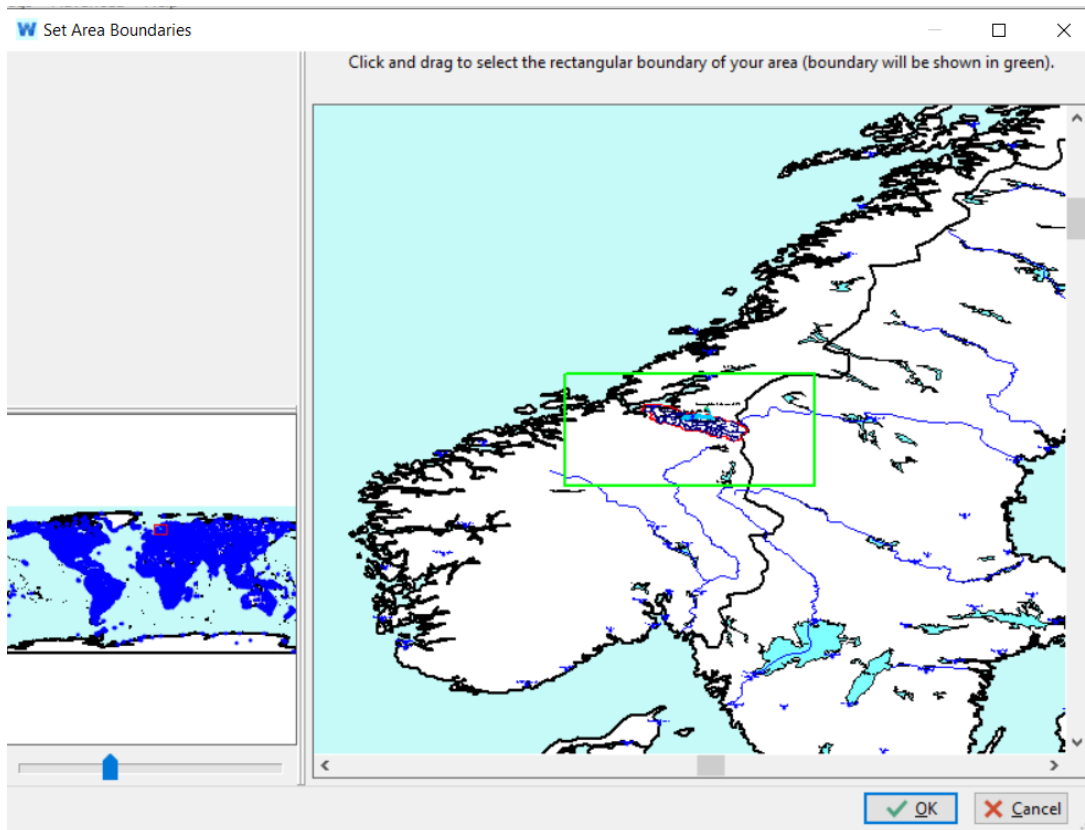 Set Area Boundaries
Click and drag to select the rectangular boundary of your area (boundary will be shown in green).
OK
Cancel